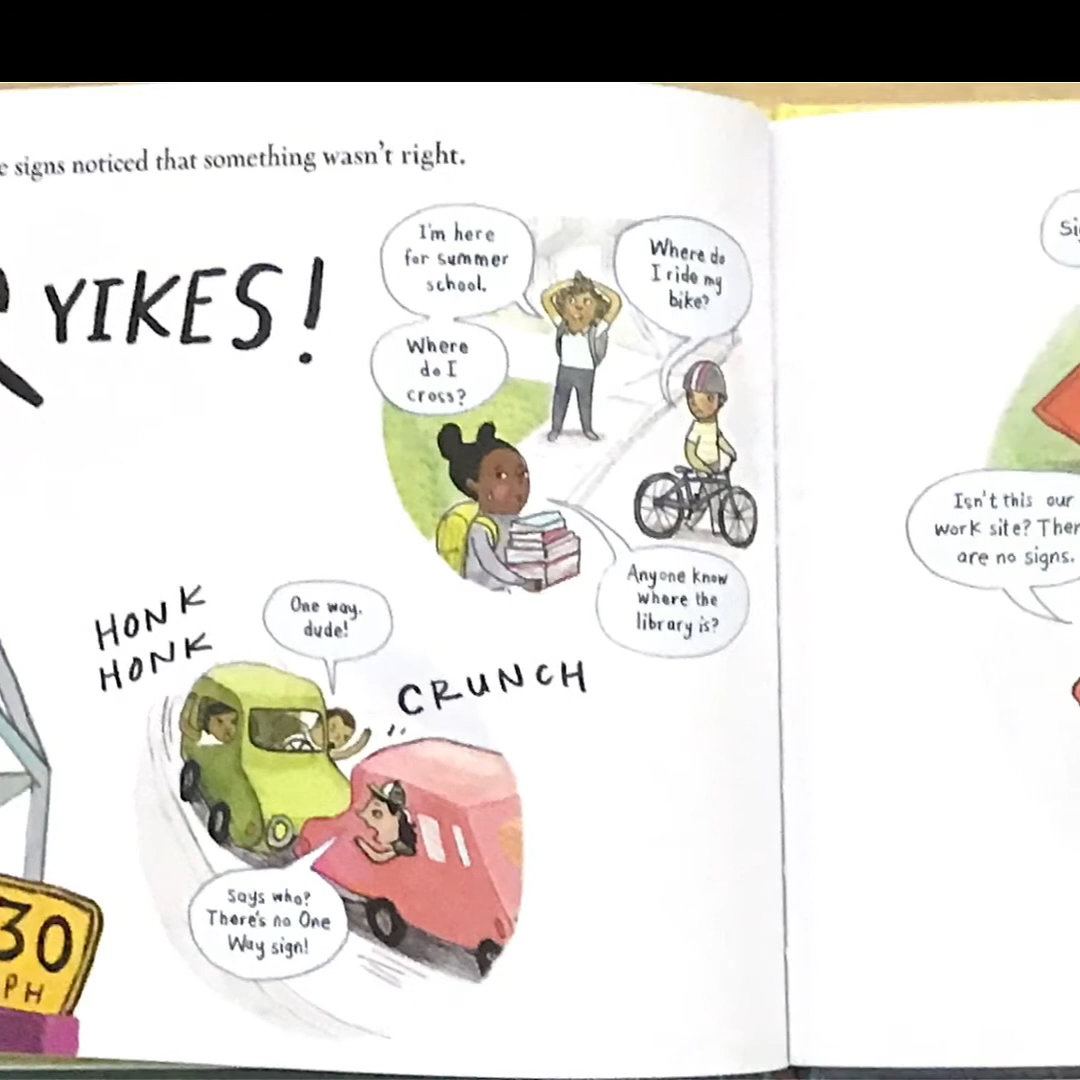 signs noticed that something wasn't right.
YIKES!
I'm here
for summer
school.
Where do
I ride my
bike?
Where
do I
cross?
Anyone know
where the
library is?
HONK
HONK
One way,
dude!
CRUNCH
Says who?
There's no One
Way sign!
30
PH
Isn't this our
work site?
are no signs.